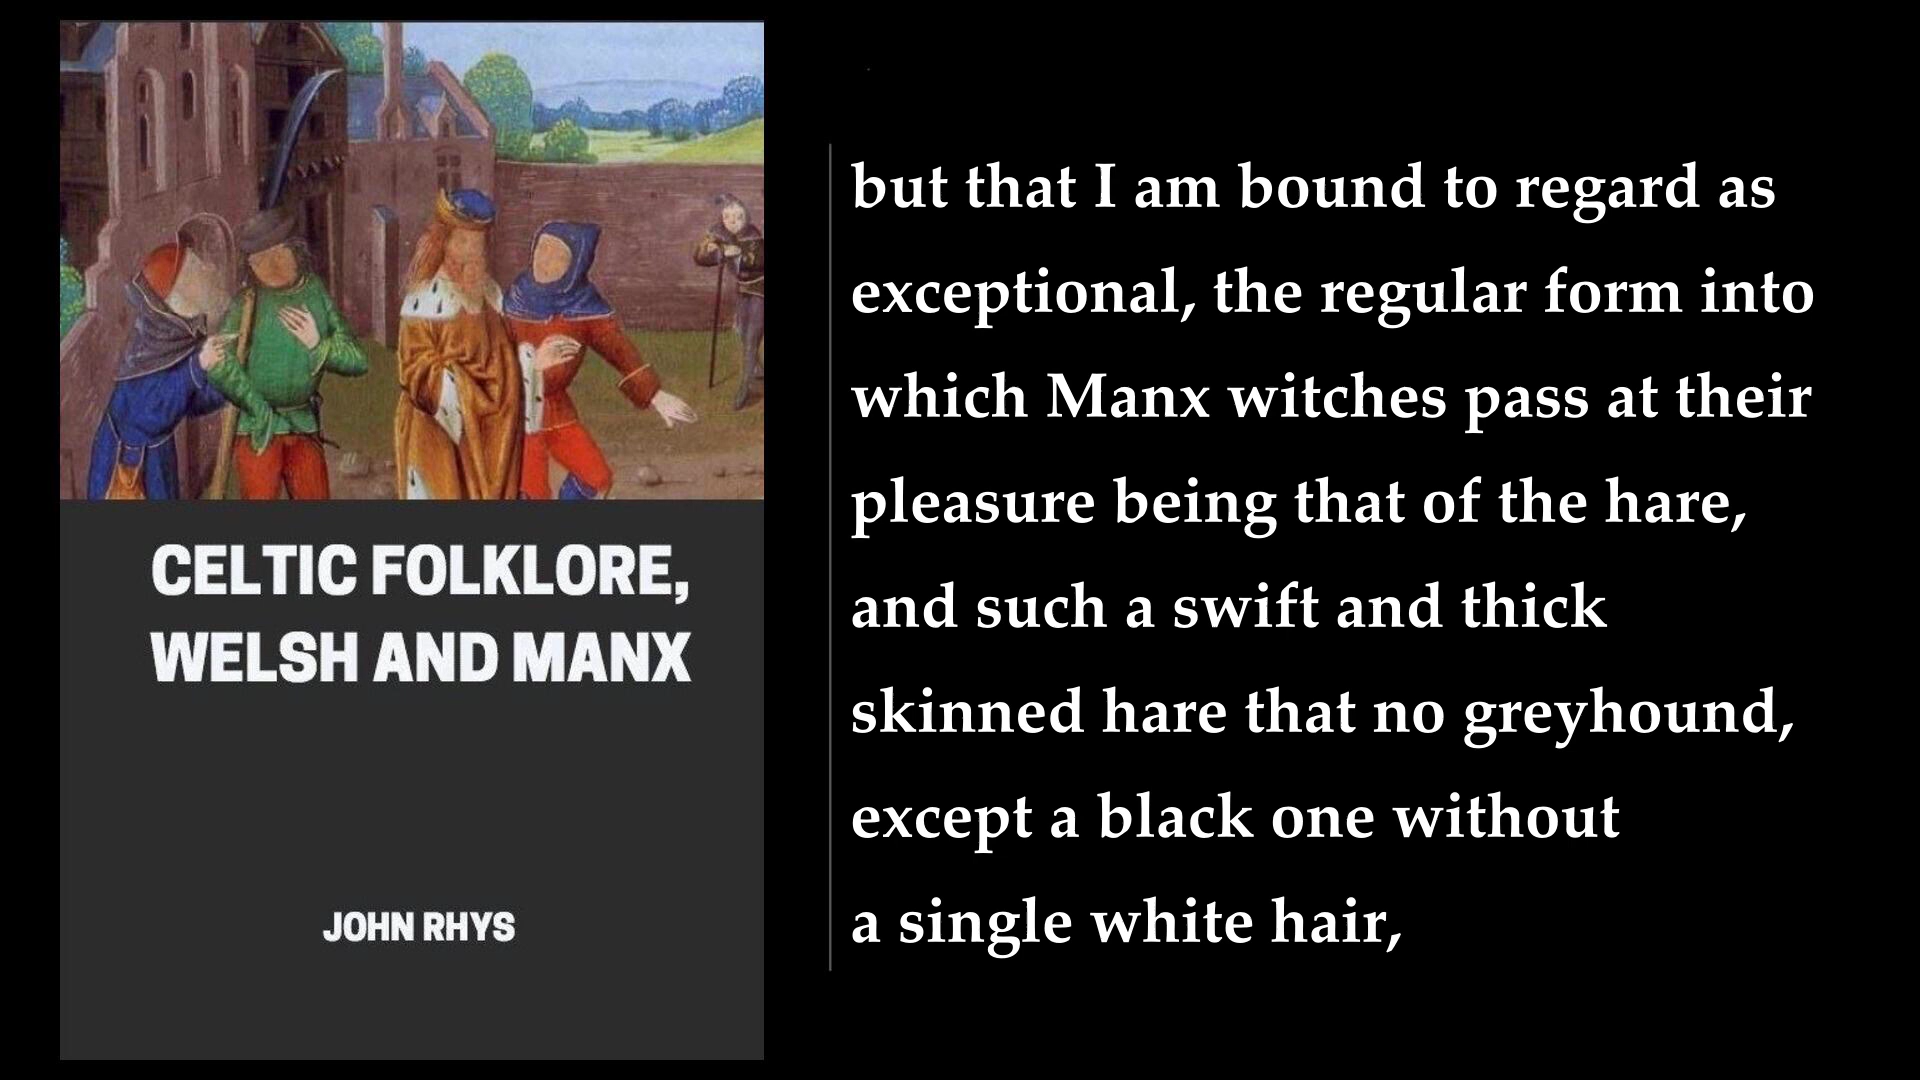 CELTIC FOLKLORE,
WELSH AND MANX
JOHN RHYS
but that I am bound to regard as
exceptional, the regular form into
which Manx witches pass at their
pleasure being that of the hare,
and such a swift and thick
skinned hare that no greyhound,
except a black one without
a single white hair,